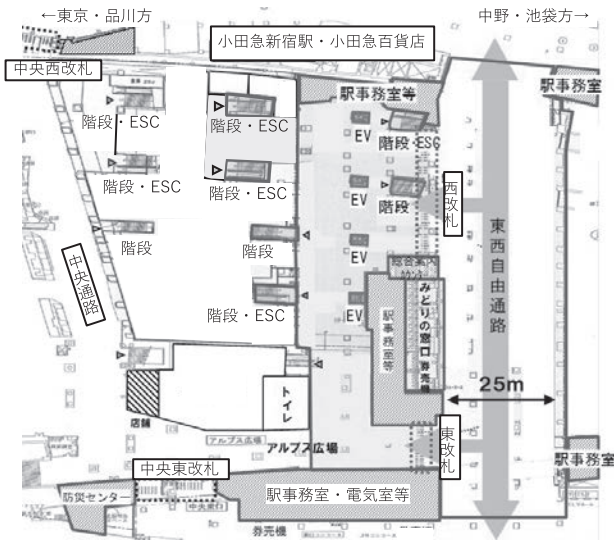 ←東京・品川方
中野・池袋方→
小田急新宿駅・小田急百貨店
中央西改札
駅事務室等
駅事務室
階段・ESC
階段・ESC
EV
階段・ESC
階段・ESC
階段・ESC
EV
階段
西改札
階段
階段
EV
東西自由通路
中央通路
総合案内
カウンター
階段・ESC
EV
みどりの窓口
券売機
駅事務室等
25m
トイレ
店舗
アルプス広場
アルプス広場
東改札
中央東改札
駅事務室
防災センター
中央東口
駅事務室・電気室等
券売機